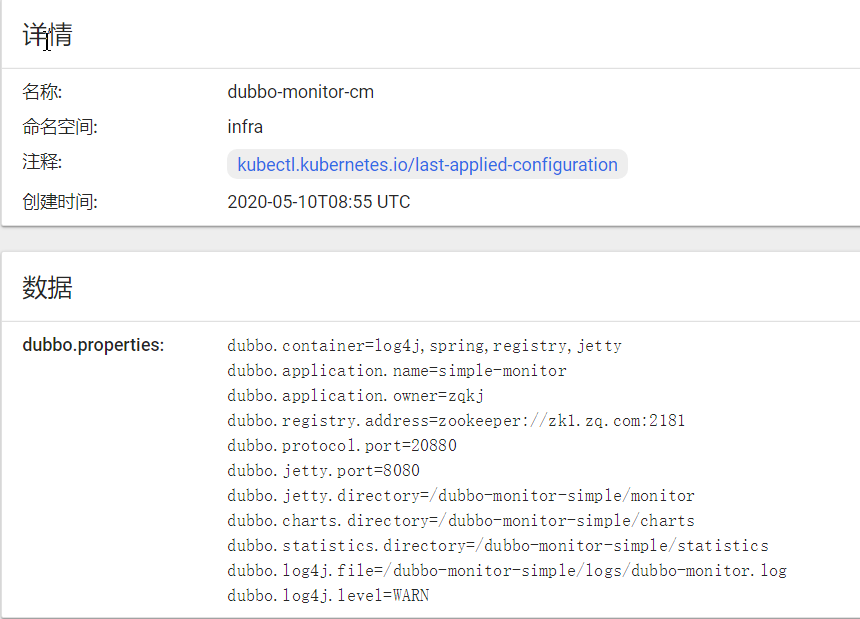 详情
名称: dubbo-monitor-cm
命名空间: infra
注释: kubectl.kubernetes.io/last-applied-configuration
创建时间: 2020-05-10T08:55 UTC
数据
dubbo.properties: dubbo.container=log4j,spring,registry,jetty
dubbo.application.name=simple-monitor
dubbo.application.owner=zqkj
dubbo.registry.address=zookeeper://zk1.zq.com:2181
dubbo.protocol.port=20880
dubbo.jetty.port=8080
dubbo.jetty.directory=/dubbo-monitor-simple/monitor
dubbo.charts.directory=/dubbo-monitor-simple/charts
dubbo.statistics.directory=/dubbo-monitor-simple/statistics
dubbo.log4j.file=/dubbo-monitor-simple/logs/dubbo-monitor.log
dubbo.log4j.level=WARN